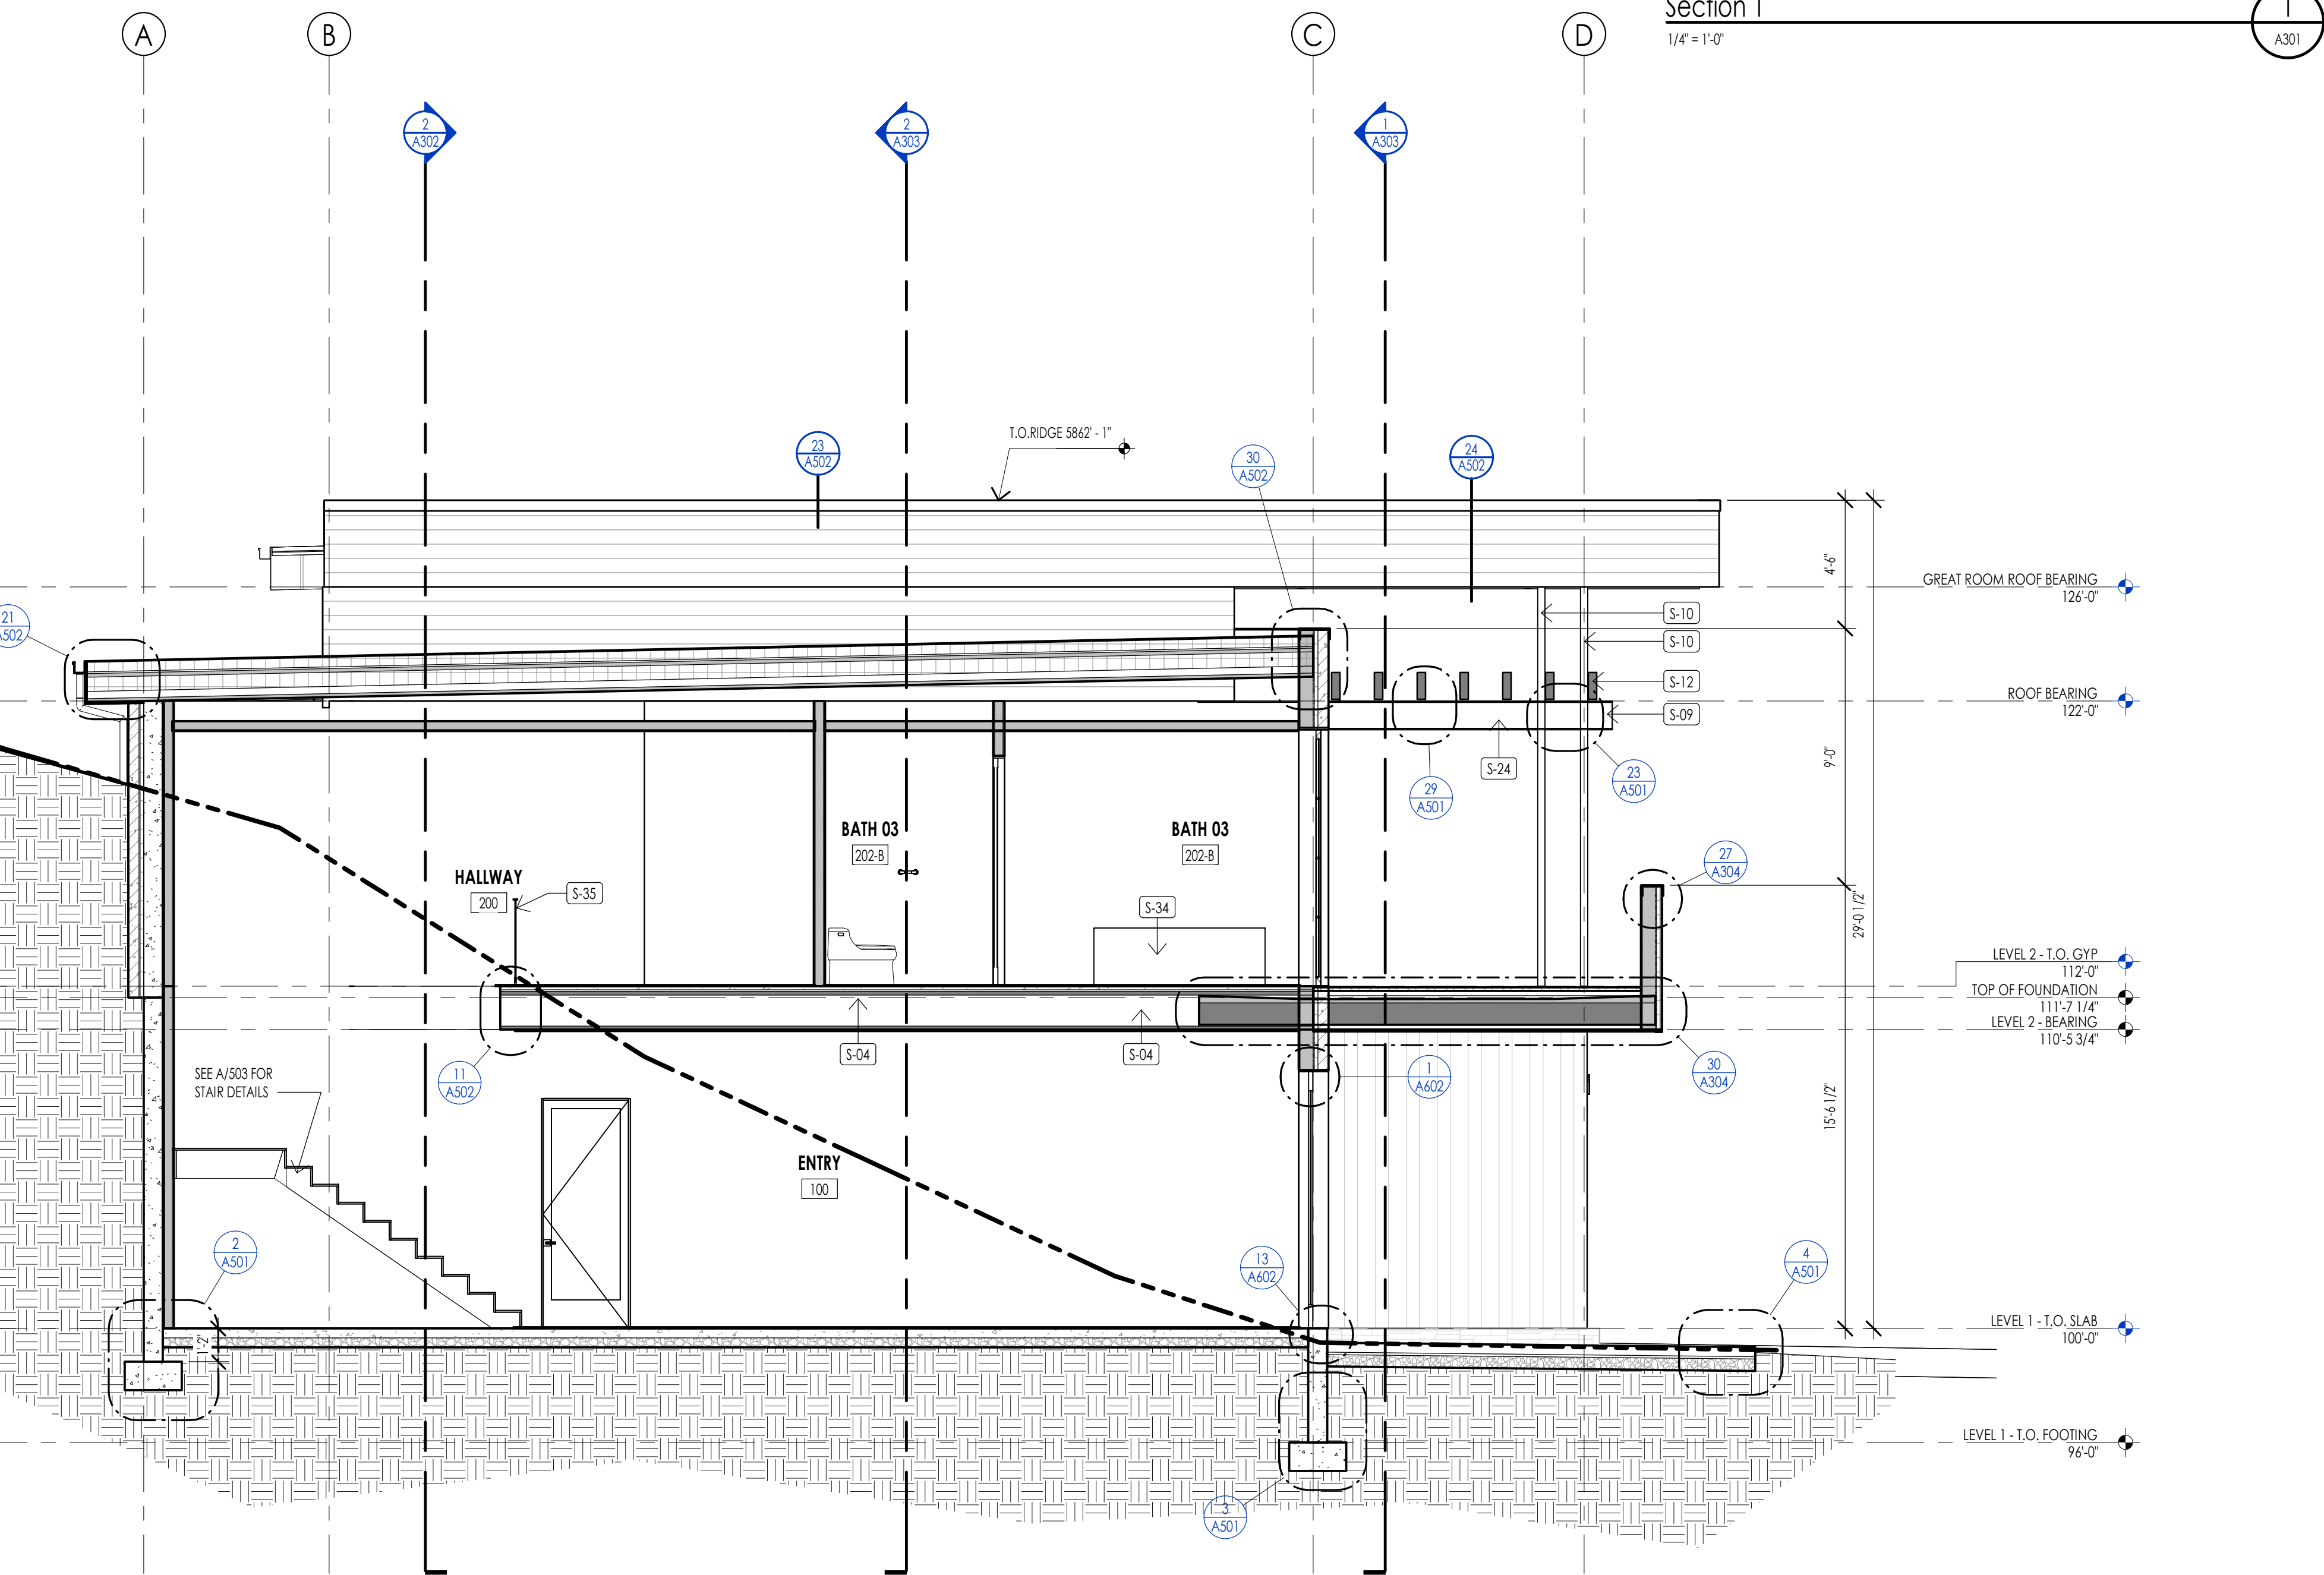 Section 1
1/4" = 1'-0"
1
A301
A
B
C
D
2
A302
2
A303
1
A303
T.O.RIDGE 5862' - 1"
23
A502
30
A502
24
A502
4'-6"
GREAT ROOM ROOF BEARING
126'-0"
21
A502
S-10
S-10
S-12
S-09
ROOF BEARING
122'-0"
S-24
9'-0"
29
A501
23
A501
BATH 03
202-B
BATH 03
202-B
27
A304
HALLWAY
200
S-35
S-34
29'-0 1/2"
LEVEL 2 - T.O. GYP
112'-0"
TOP OF FOUNDATION
111'-7 1/4"
LEVEL 2 - BEARING
110'-5 3/4"
S-04
S-04
11
A502
1
A602
30
A304
SEE A/503 FOR
STAIR DETAILS
15'-6 1/2"
ENTRY
100
2
A501
13
A602
4
A501
LEVEL 1 - T.O. SLAB
100'-0"
LEVEL 1 - T.O. FOOTING
96'-0"
3
A501